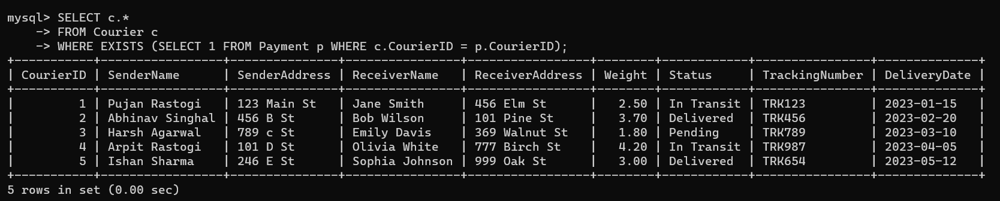 mysql> SELECT c.*
    -> FROM Courier c
    -> WHERE EXISTS (SELECT 1 FROM Payment p WHERE c.CourierID = p.CourierID);
+-----------+-----------------+---------------+----------------+-----------------+--------+------------+----------------+--------------+
| CourierID | SenderName      | SenderAddress | ReceiverName   | ReceiverAddress | Weight | Status     | TrackingNumber | DeliveryDate |
+-----------+-----------------+---------------+----------------+-----------------+--------+------------+----------------+--------------+
|         1 | Pujan Rastogi   | 123 Main St   | Jane Smith     | 456 Elm St      |   2.50 | In Transit | TRK123         | 2023-01-15   |
|         2 | Abhinav Singhal | 456 B St      | Bob Wilson     | 101 Pine St     |   3.70 | Delivered  | TRK456         | 2023-02-20   |
|         3 | Harsh Agarwal   | 789 c St      | Emily Davis    | 369 Walnut St   |   1.80 | Pending    | TRK789         | 2023-03-10   |
|         4 | Arpit Rastogi   | 101 D St      | Olivia White   | 777 Birch St    |   4.20 | In Transit | TRK987         | 2023-04-05   |
|         5 | Ishan Sharma    | 246 E St      | Sophia Johnson | 999 Oak St      |   3.00 | Delivered  | TRK654         | 2023-05-12   |
+-----------+-----------------+---------------+----------------+-----------------+--------+------------+----------------+--------------+
5 rows in set (0.00 sec)